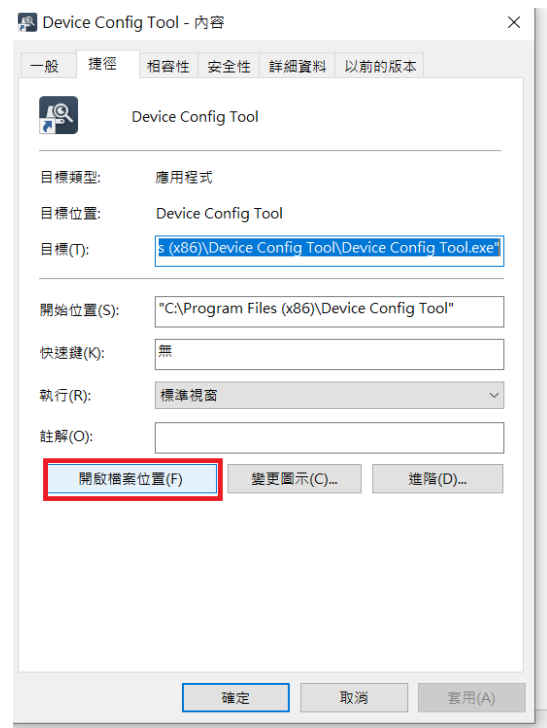 Device Config Tool - 內容
一般 捷徑 相容性 安全性 詳細資料 以前的版本
Device Config Tool
目標類型: 應用程式
目標位置: Device Config Tool
目標(T): s (x86)\Device Config Tool\Device Config Tool.exe"
開始位置(S): "C:\Program Files (x86)\Device Config Tool"
快速鍵(K): 無
執行(R): 標準視窗
註解(O):
開啟檔案位置(F) 變更圖示(C)... 進階(D)...
確定 取消 套用(A)